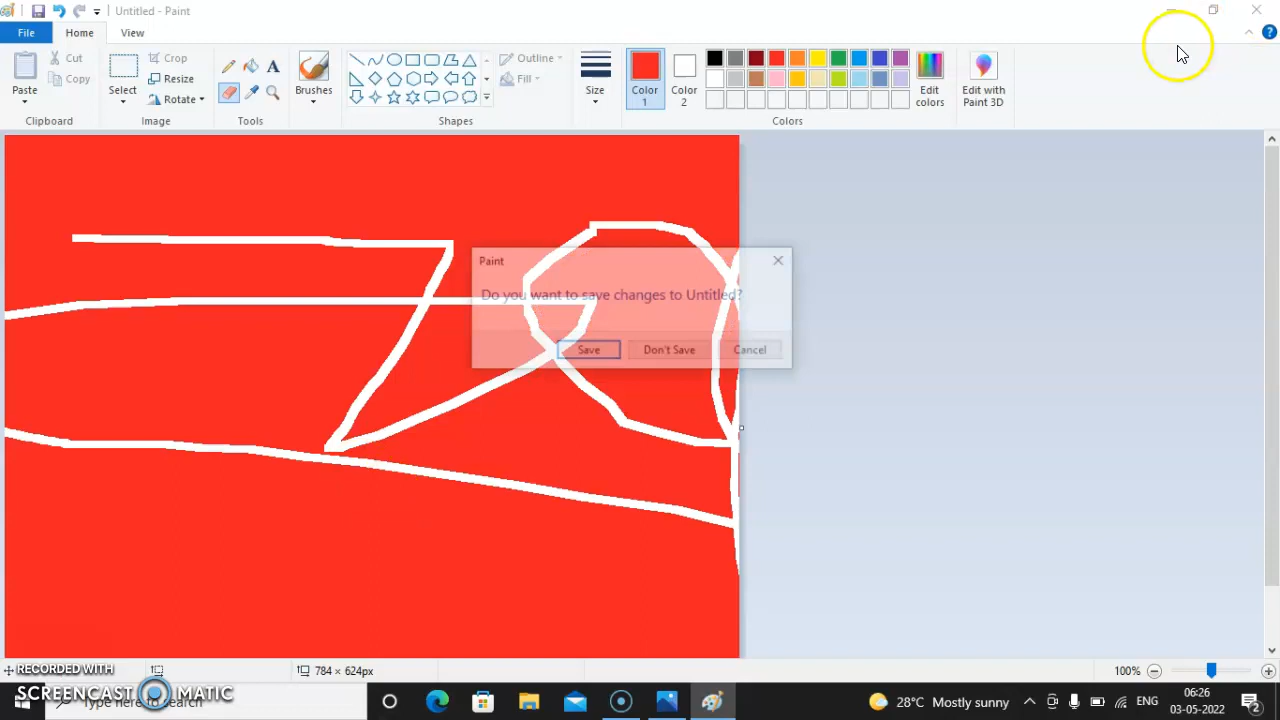 Untitled - Paint
File Home View
Paste Cut Copy
Clipboard
Select Crop Resize Rotate
Image
A
Tools
Brushes
Outline Fill
Shapes
Size
Color 1 Color 2
Edit colors
Colors
Edit with Paint 3D
Paint
Do you want to save changes to Untitled?
Save Don't Save Cancel
784 × 624px
100%
RECORDED WITH
SCREENCAST MATIC
Type here to search
28°C Mostly sunny
ENG
06:26
03-05-2022
2